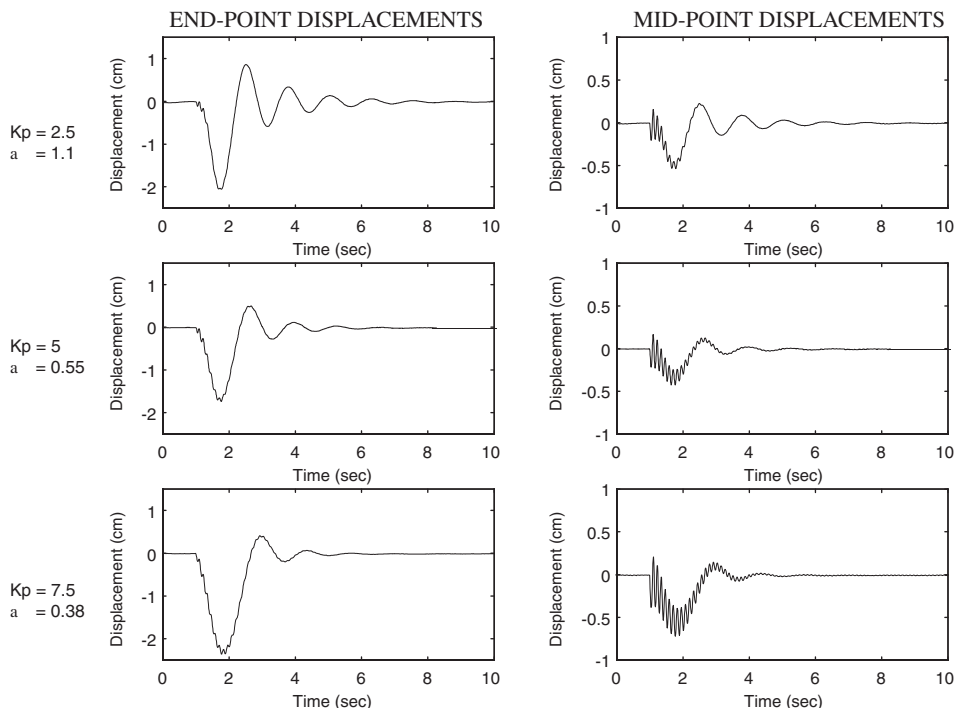 END-POINT DISPLACEMENTS
MID-POINT DISPLACEMENTS
Kp = 2.5
a = 1.1
Displacement (cm)
1
0
-1
-2
0 2 4 6 8 10
Time (sec)
Displacement (cm)
1
0.5
0
-0.5
-1
0 2 4 6 8 10
Time (sec)
Kp = 5
a = 0.55
Displacement (cm)
1
0
-1
-2
0 2 4 6 8 10
Time (sec)
Displacement (cm)
1
0.5
0
-0.5
-1
0 2 4 6 8 10
Time (sec)
Kp = 7.5
a = 0.38
Displacement (cm)
1
0
-1
-2
0 2 4 6 8 10
Time (sec)
Displacement (cm)
1
0.5
0
-0.5
-1
0 2 4 6 8 10
Time (sec)